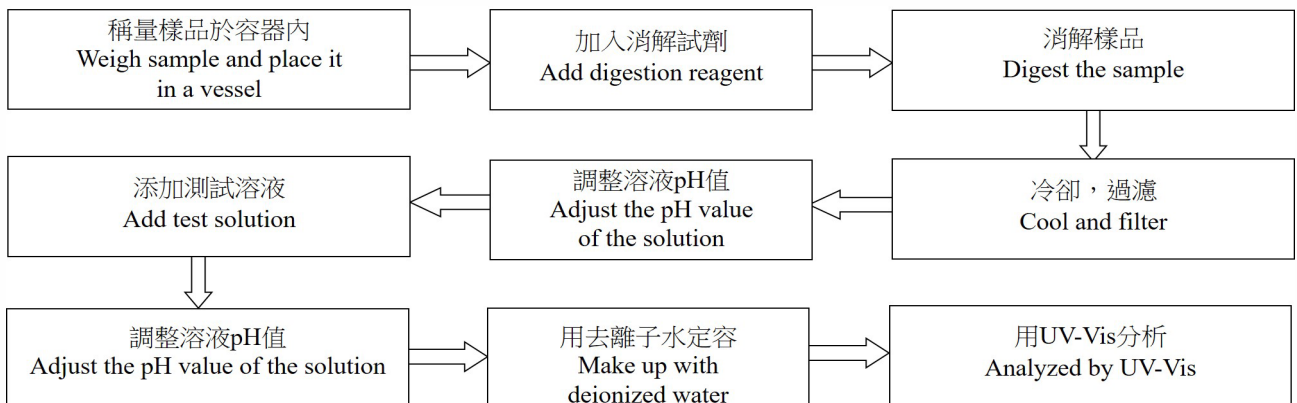 稱量樣品於容器內
Weigh sample and place it
in a vessel
加入消解試劑
Add digestion reagent
消解樣品
Digest the sample
冷卻，過濾
Cool and filter
調整溶液pH值
Adjust the pH value
of the solution
添加測試溶液
Add test solution
調整溶液pH值
Adjust the pH value of the solution
用去離子水定容
Make up with
deionized water
用UV-Vis分析
Analyzed by UV-Vis